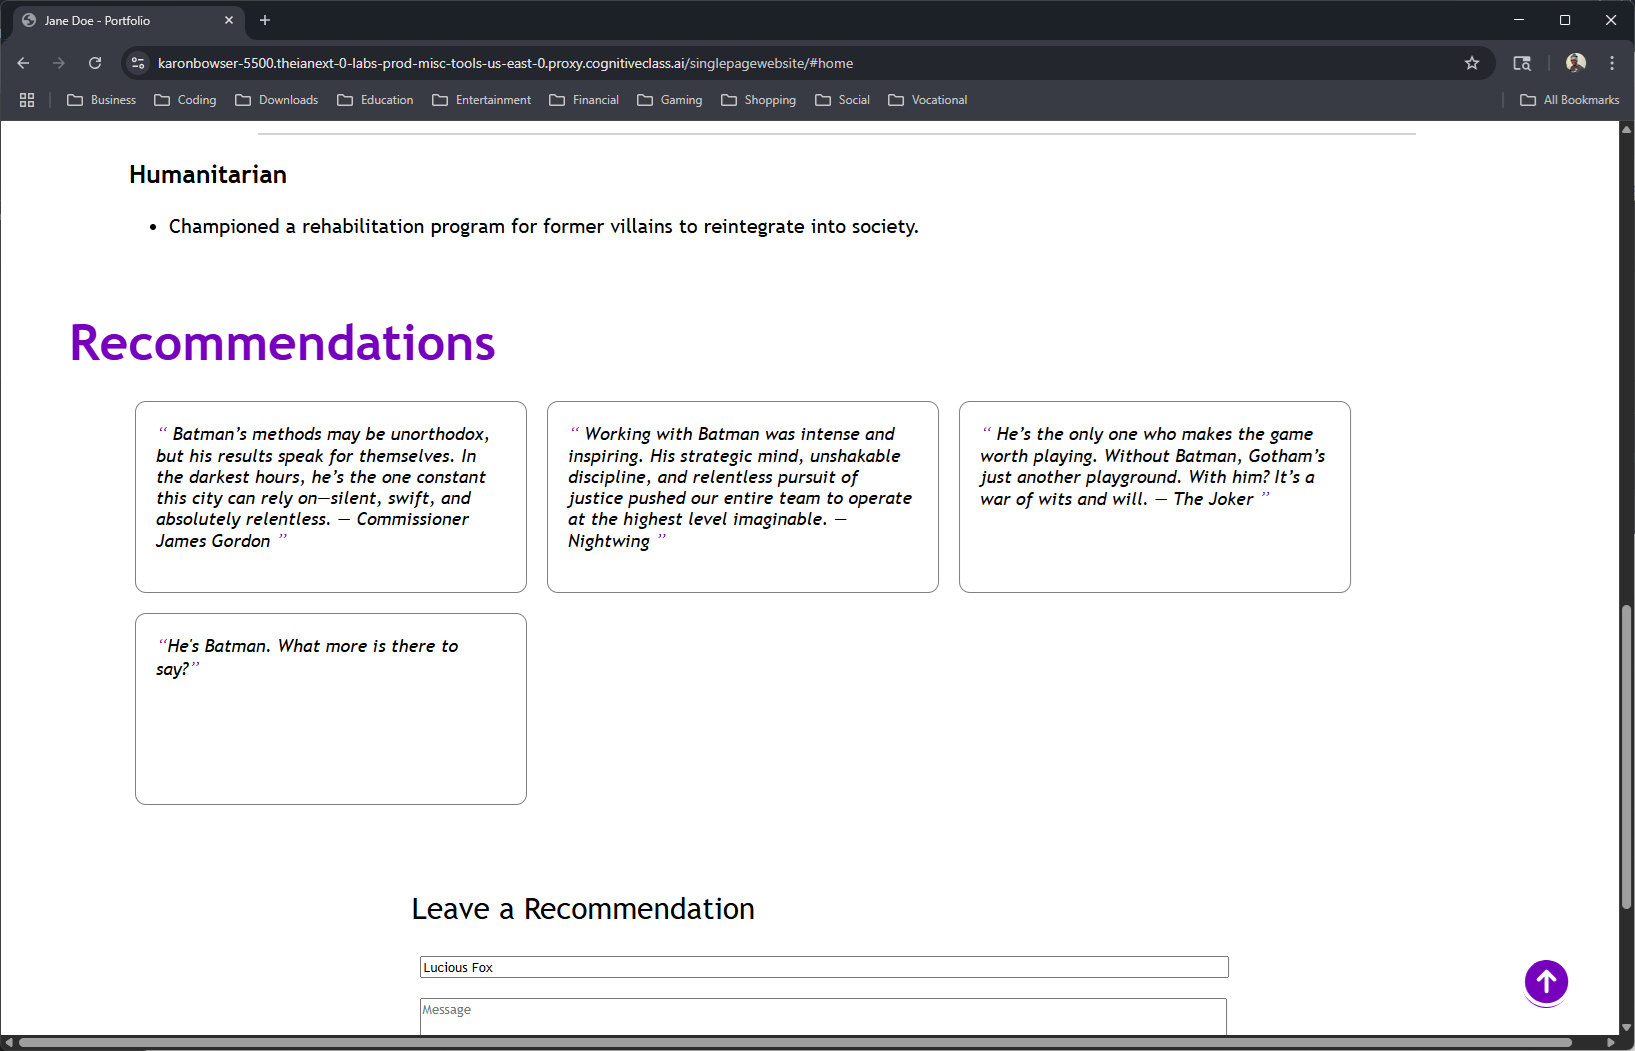 Jane Doe - Portfolio
karonbowser-5500.theianext-0-labs-prod-misc-tools-us-east-0.proxy.cognitiveclass.ai/singlepagewebsite/#home
Business Coding Downloads Education Entertainment Financial Gaming Shopping Social Vocational All Bookmarks
Humanitarian
• Championed a rehabilitation program for former villains to reintegrate into society.
Recommendations
“ Batman’s methods may be unorthodox,
but his results speak for themselves. In
the darkest hours, he’s the one constant
this city can rely on—silent, swift, and
absolutely relentless. — Commissioner
James Gordon ”
“ Working with Batman was intense and
inspiring. His strategic mind, unshakable
discipline, and relentless pursuit of
justice pushed our entire team to operate
at the highest level imaginable. —
Nightwing ”
“ He’s the only one who makes the game
worth playing. Without Batman, Gotham’s
just another playground. With him? It’s a
war of wits and will. — The Joker ”
“He's Batman. What more is there to
say?”
Leave a Recommendation
Lucious Fox
Message